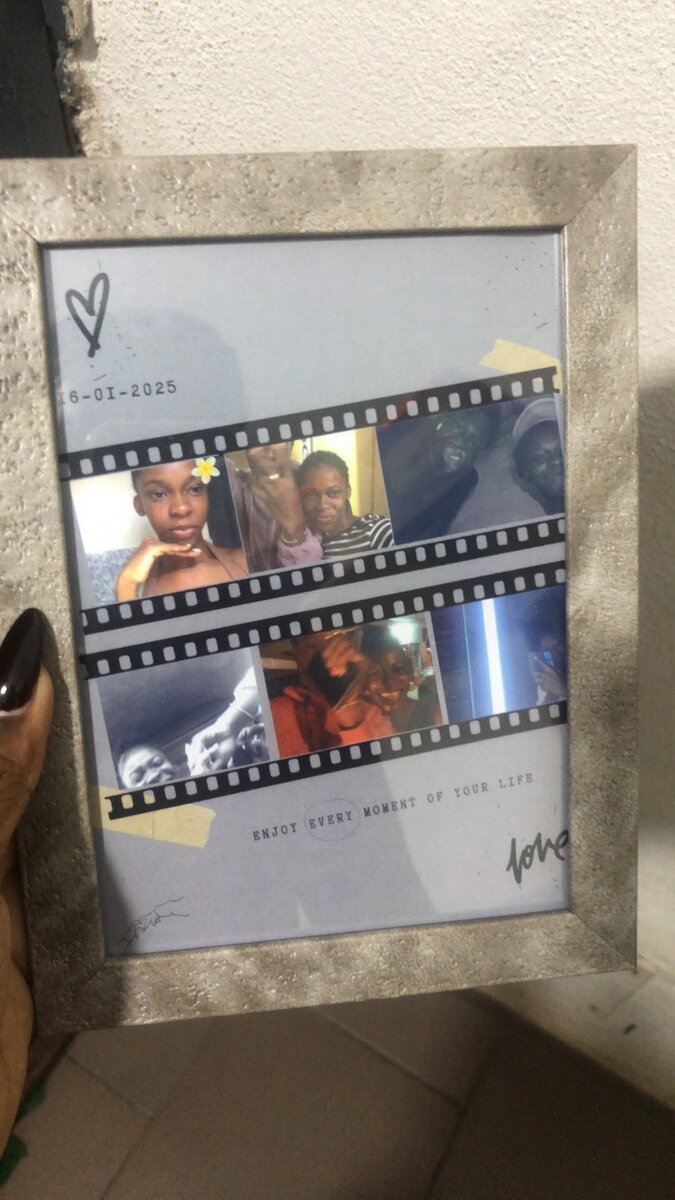 16-01-2025
ENJOY EVERY MOMENT OF YOUR LIFE
love